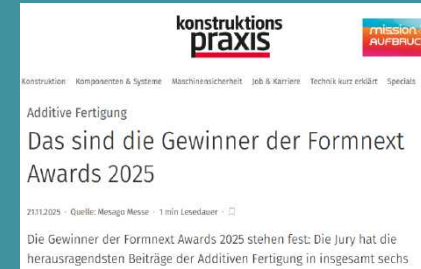 konstruktions
praxis
mission
AUFBRUC
Konstruktion Komponenten & Systeme Maschinensicherheit Job & Karriere Technik kurz erklärt Specials
Additive Fertigung
Das sind die Gewinner der Formnext
Awards 2025
21.11.2025 · Quelle: Mesago Messe · 1 min Lesedauer ·
Die Gewinner der Formnext Awards 2025 stehen fest: Die Jury hat die
herausragendsten Beiträge der Additiven Fertigung in insgesamt sechs